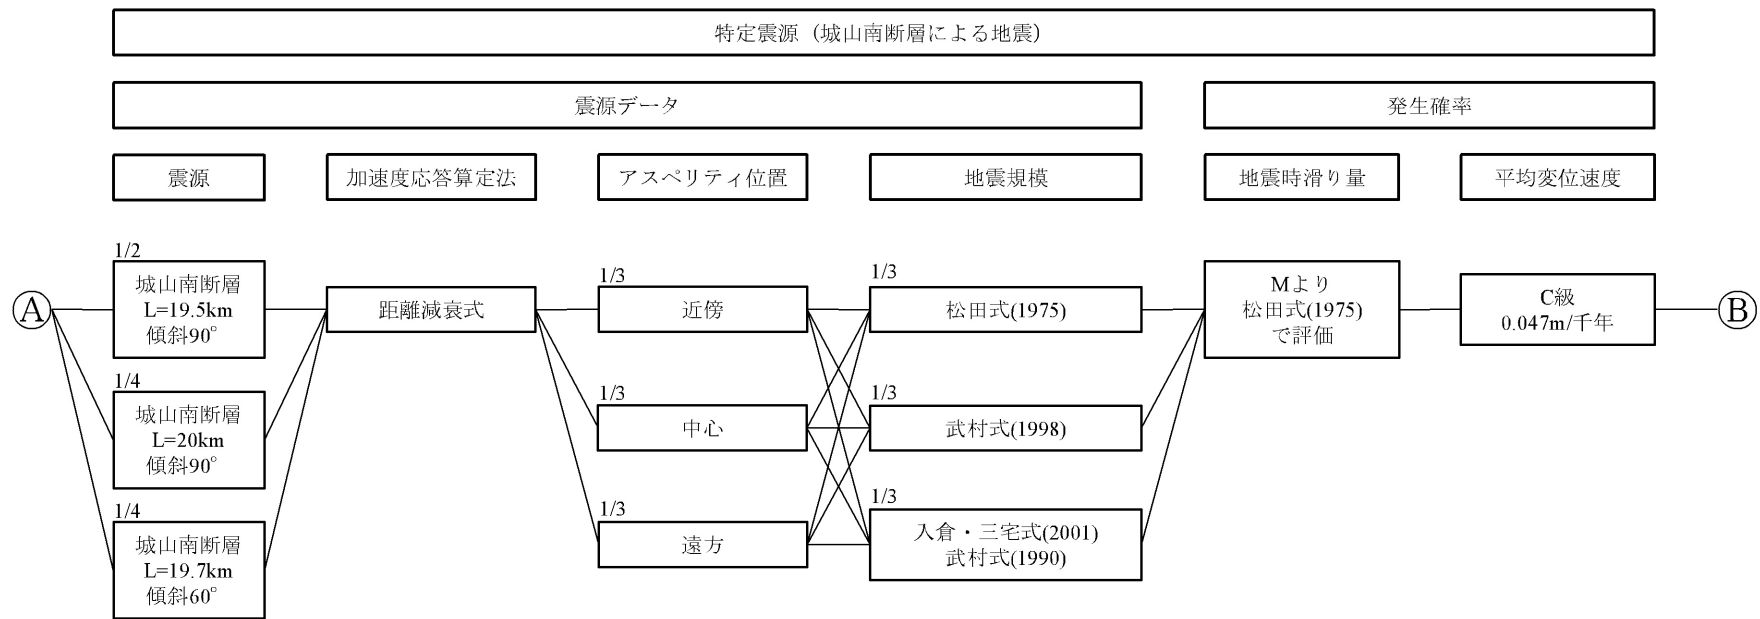 特定震源（城山南断層による地震）
震源データ
発生確率
震源
加速度応答算定法
アスペリティ位置
地震規模
地震時滑り量
平均変位速度
A
1/2
城山南断層
L=19.5km
傾斜90°
1/4
城山南断層
L=20km
傾斜90°
1/4
城山南断層
L=19.7km
傾斜60°
距離減衰式
1/3
近傍
1/3
中心
1/3
遠方
1/3
松田式(1975)
1/3
武村式(1998)
1/3
入倉・三宅式(2001)
武村式(1990)
Mより
松田式(1975)
で評価
C級
0.047m/千年
B